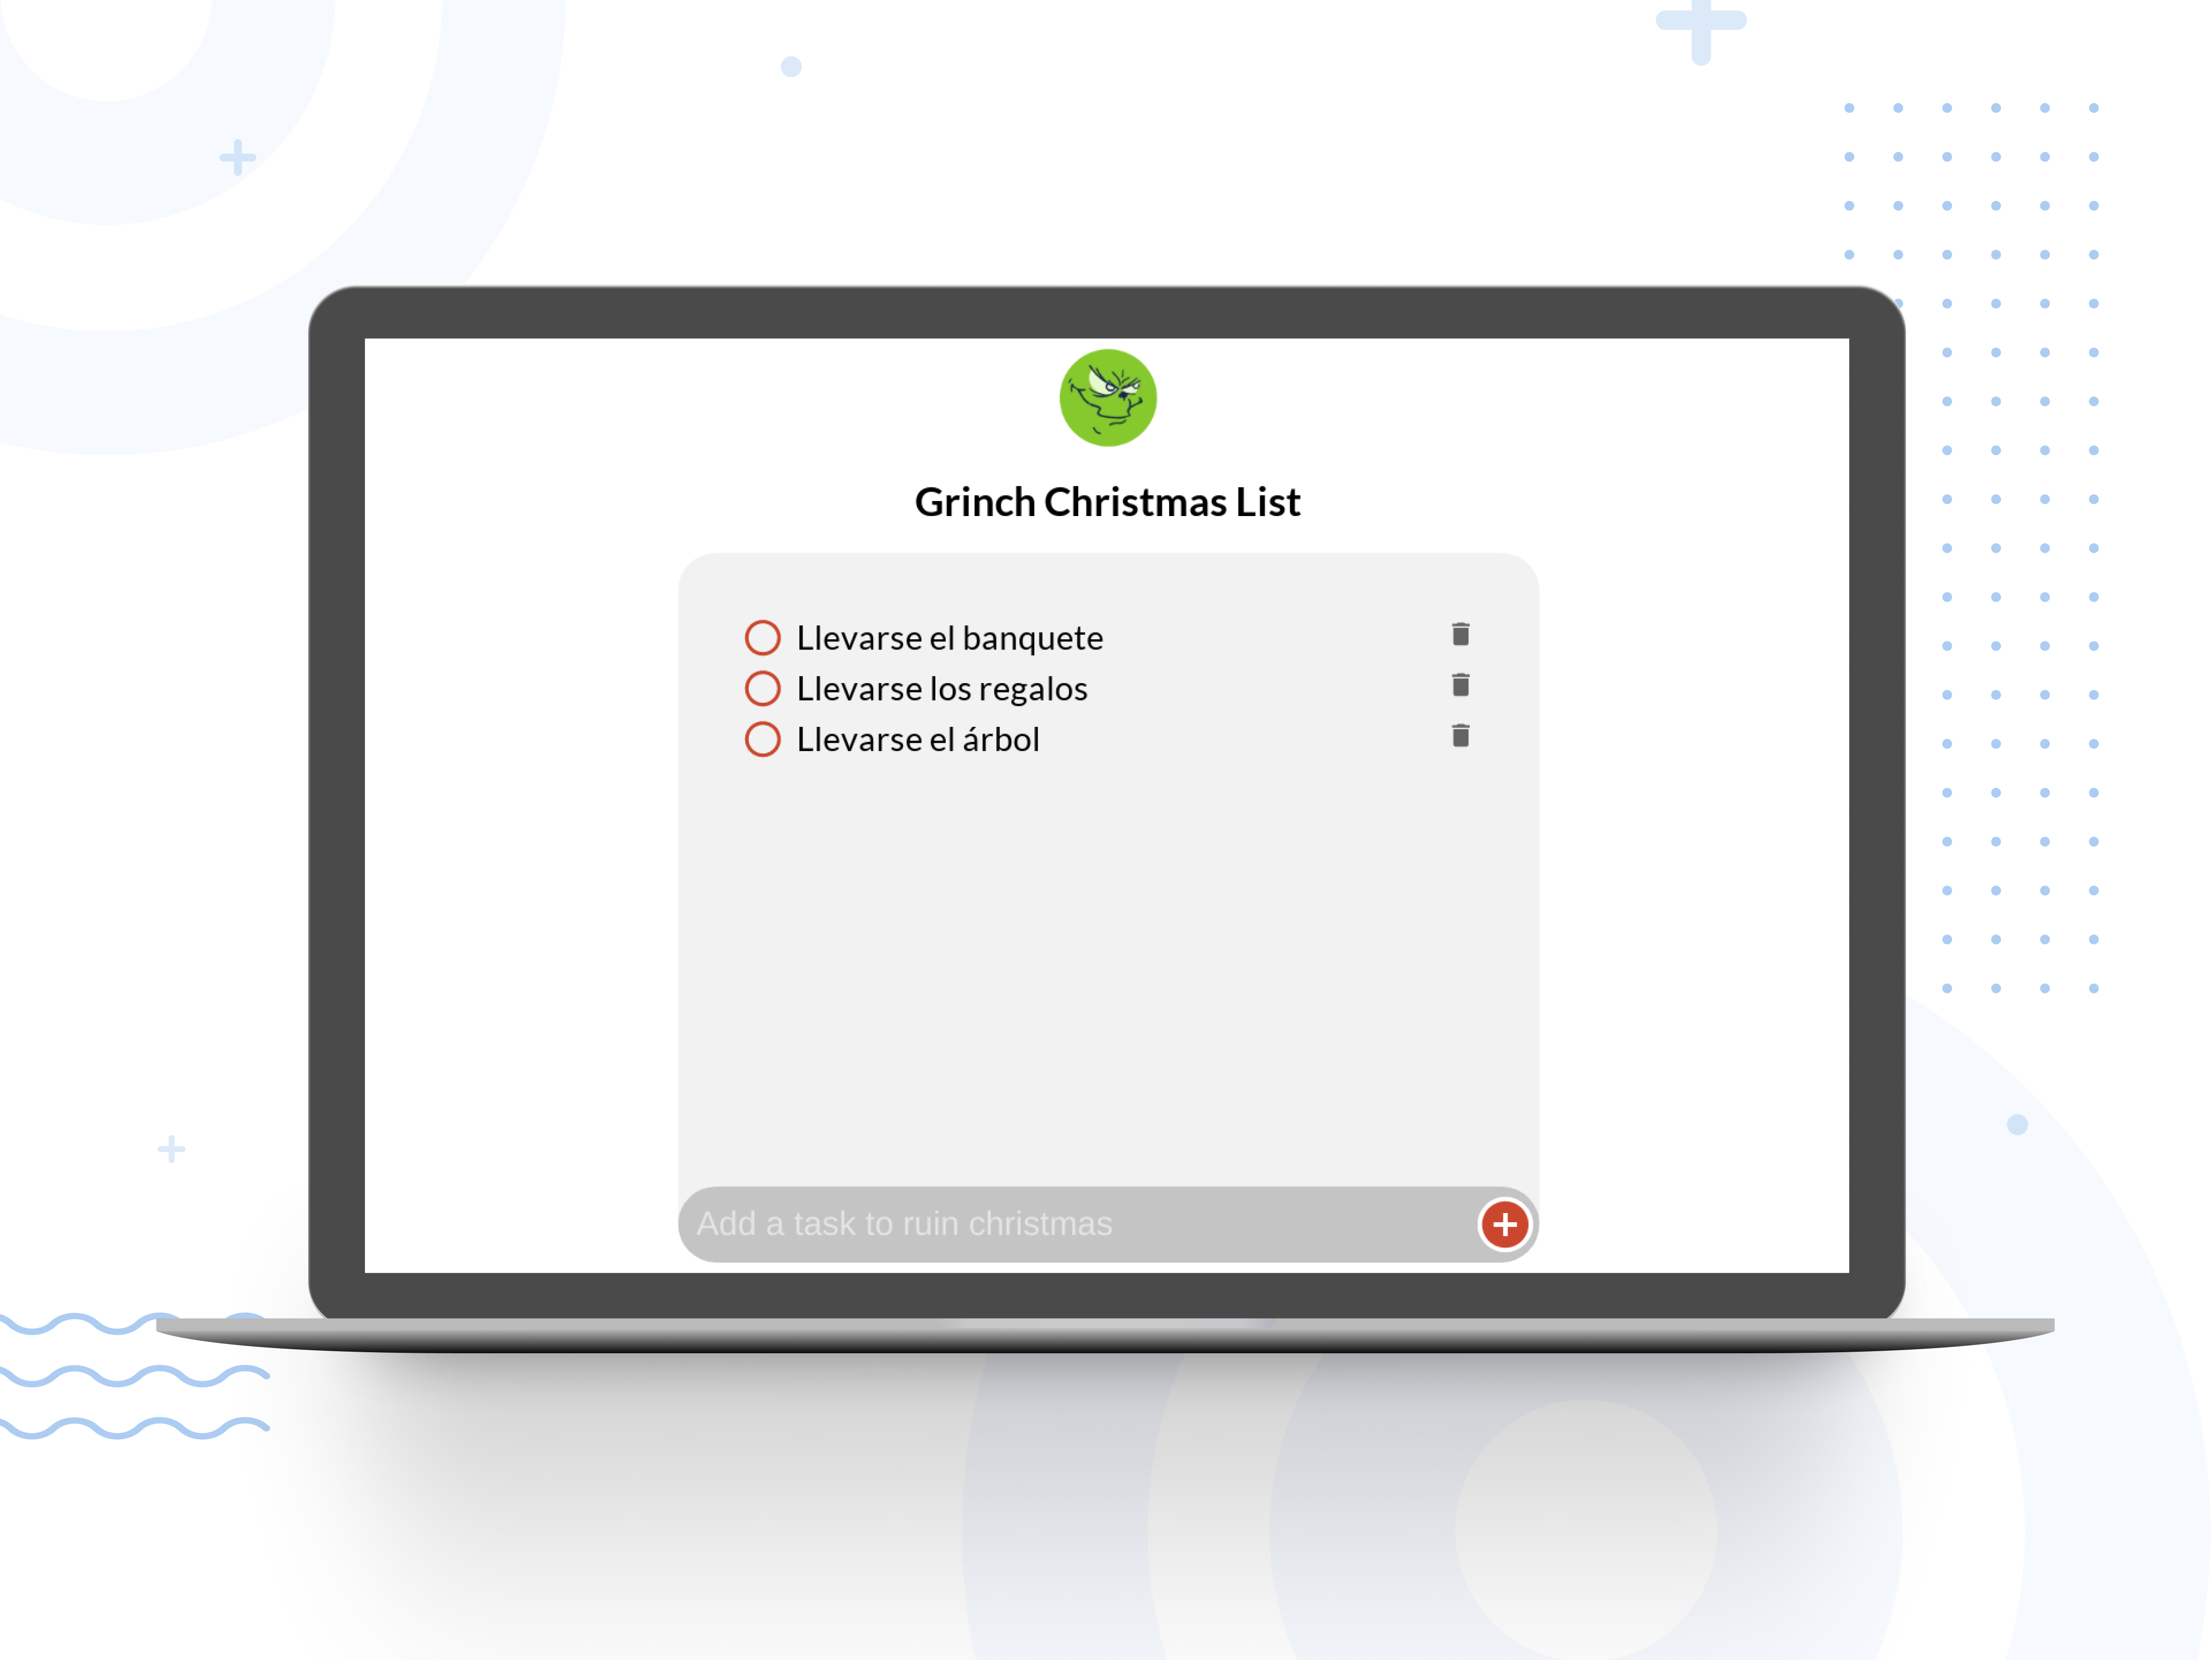 Grinch Christmas List
Llevarse el banquete
Llevarse los regalos
Llevarse el árbol
Add a task to ruin christmas